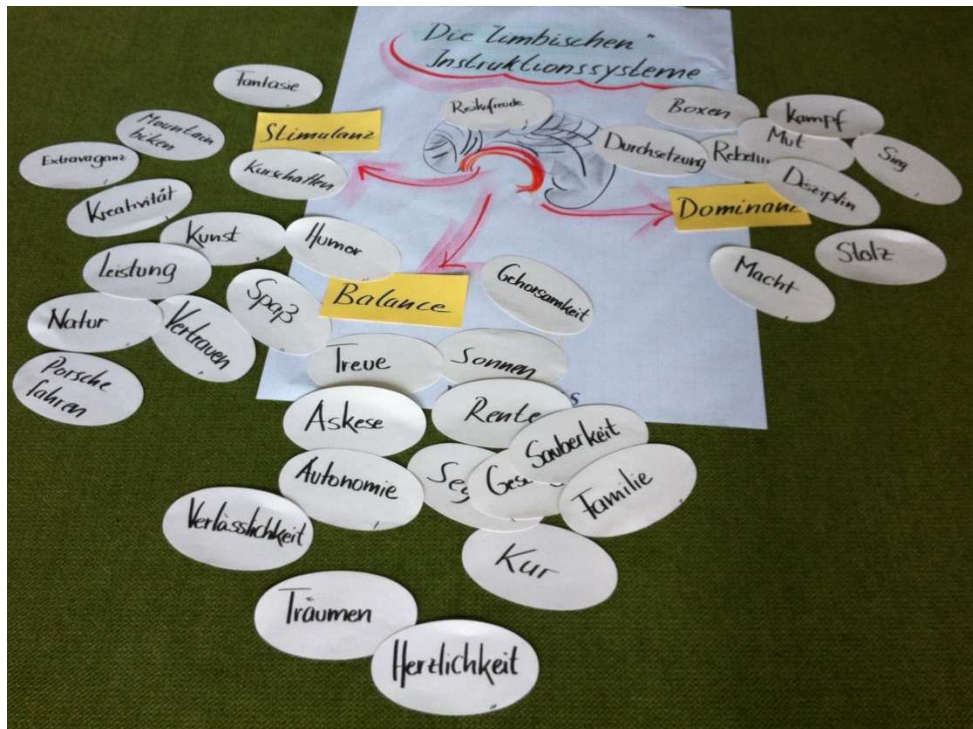 Die "Limbischen"
Instruktionssysteme
Fantasie
Stimulanz
Mountain
biken
Extravaganz
Kurschatten
Kreativität
Kunst
Humor
Leistung
Spaß
Natur
Vertrauen
Porsche
fahren
Risikofreude
Boxen
Kampf
Durchsetzung
Mut
Sieg
Disziplin
Dominanz
Macht
Stolz
Balance
Gehorsamkeit
Treue
Sonnen
Askese
Rente
Sauberkeit
Autonomie
Familie
Verlässlichkeit
Kur
Träumen
Herzlichkeit